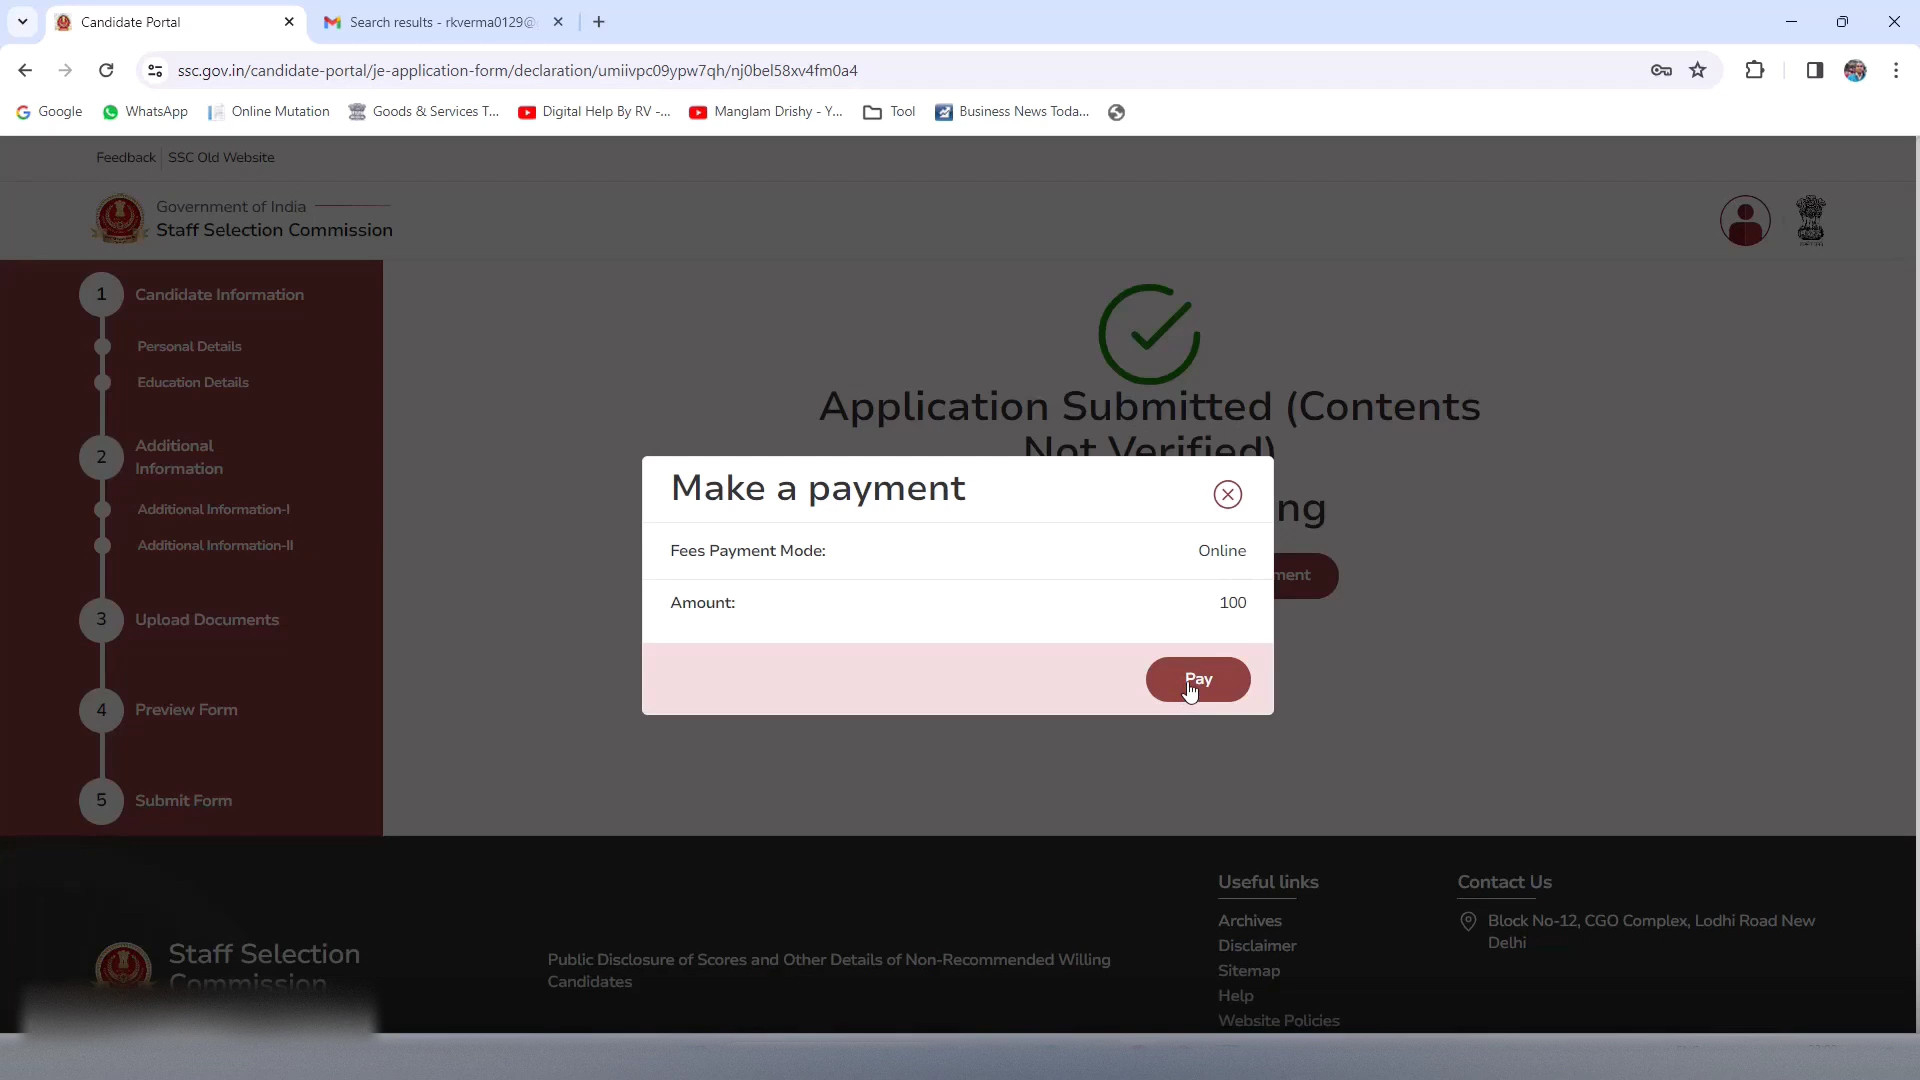 Candidate Portal
Search results - rkverma0129@
ssc.gov.in/candidate-portal/je-application-form/declaration/umiivpc09ypw7qh/nj0bel58xv4fm0a4
Google WhatsApp Online Mutation Goods & Services T... Digital Help By RV -... Manglam Drishy - Y... Tool Business News Toda...
Feedback SSC Old Website
Government of India
Staff Selection Commission
1 Candidate Information
Personal Details
Education Details
2 Additional
Information
Additional Information-I
Additional Information-II
3 Upload Documents
4 Preview Form
5 Submit Form
Application Submitted (Contents
Not Verified)
ng
ment
Make a payment
Fees Payment Mode: Online
Amount: 100
Pay
Staff Selection
Commission
Public Disclosure of Scores and Other Details of Non-Recommended Willing
Candidates
Useful links
Archives
Disclaimer
Sitemap
Help
Website Policies
Contact Us
Block No-12, CGO Complex, Lodhi Road New
Delhi